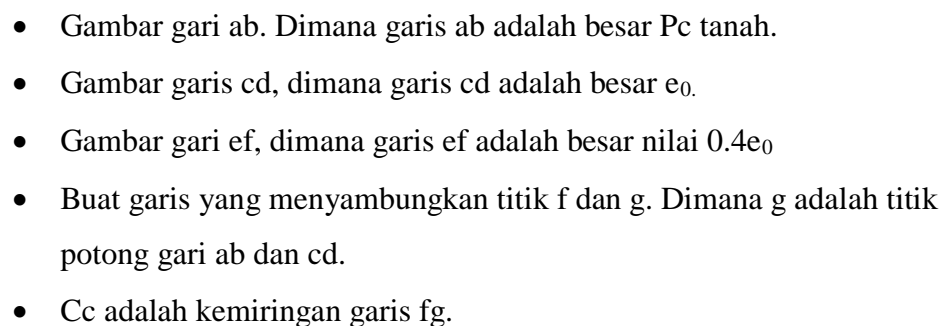 • Gambar gari ab. Dimana garis ab adalah besar Pc tanah.
• Gambar garis cd, dimana garis cd adalah besar e₀.
• Gambar gari ef, dimana garis ef adalah besar nilai 0.4e₀
• Buat garis yang menyambungkan titik f dan g. Dimana g adalah titik
potong gari ab dan cd.
• Cc adalah kemiringan garis fg.